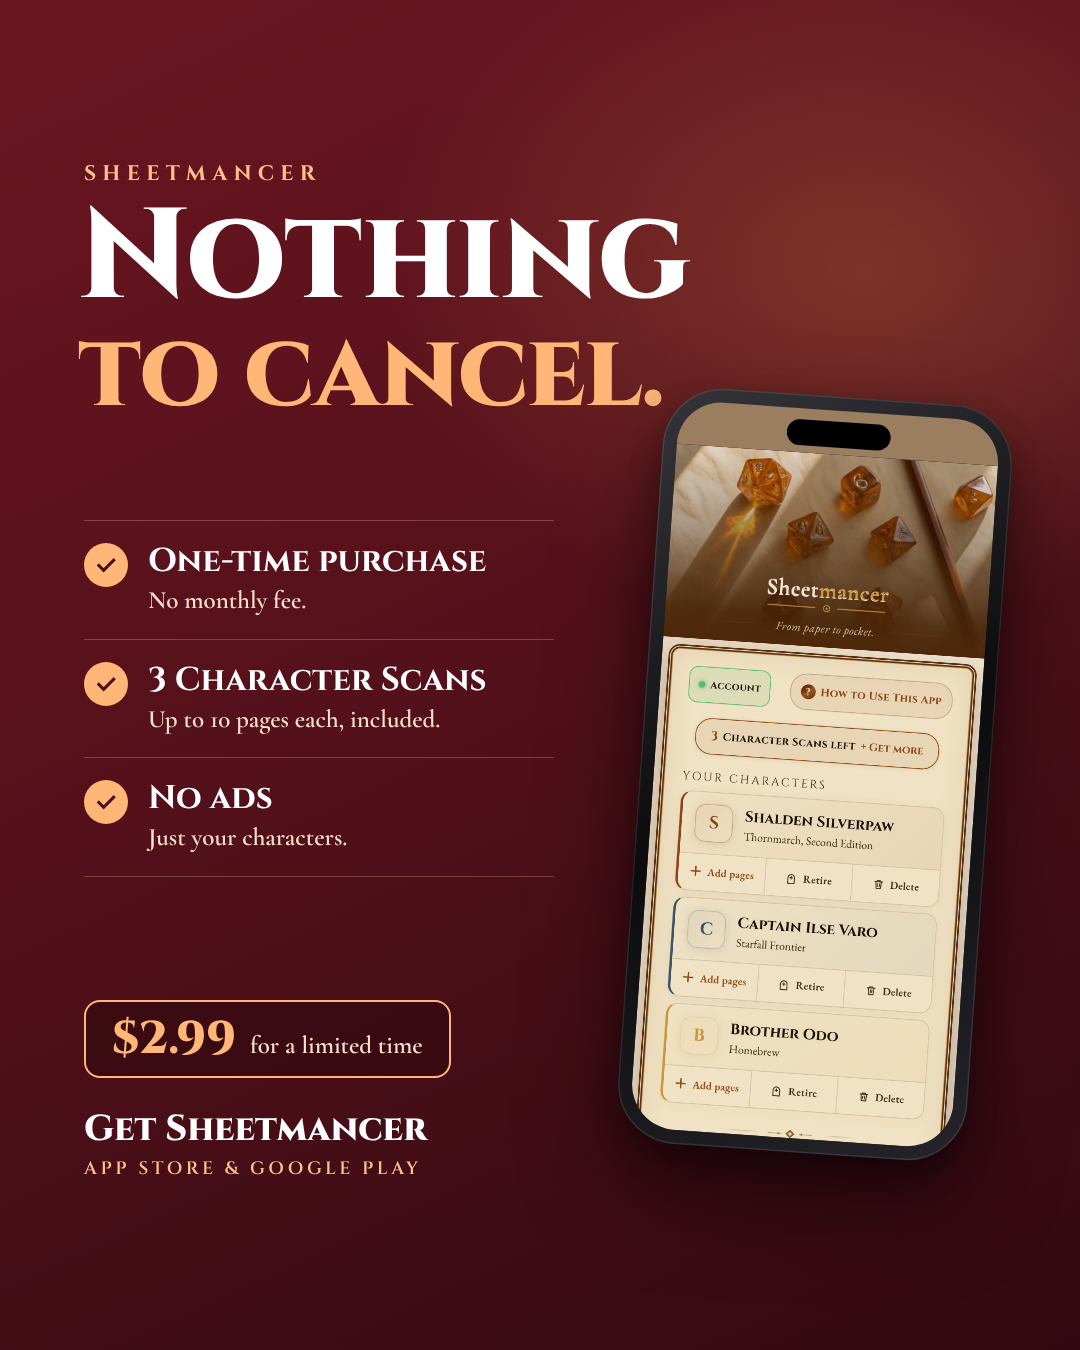 SHEETMANCER
NOTHING
TO CANCEL.
ONE-TIME PURCHASE
No monthly fee.
3 CHARACTER SCANS
Up to 10 pages each, included.
NO ADS
Just your characters.
$2.99 for a limited time
GET SHEETMANCER
APP STORE & GOOGLE PLAY
Sheetmancer
From paper to pocket.
ACCOUNT
? HOW TO USE THIS APP
3 CHARACTER SCANS LEFT + GET MORE
YOUR CHARACTERS
S
SHALDEN SILVERPAW
Thornmarch, Second Edition
+ Add pages Retire Delete
C
CAPTAIN ILSE VARO
Starfall Frontier
+ Add pages Retire Delete
B
BROTHER ODO
Homebrew
+ Add pages Retire Delete